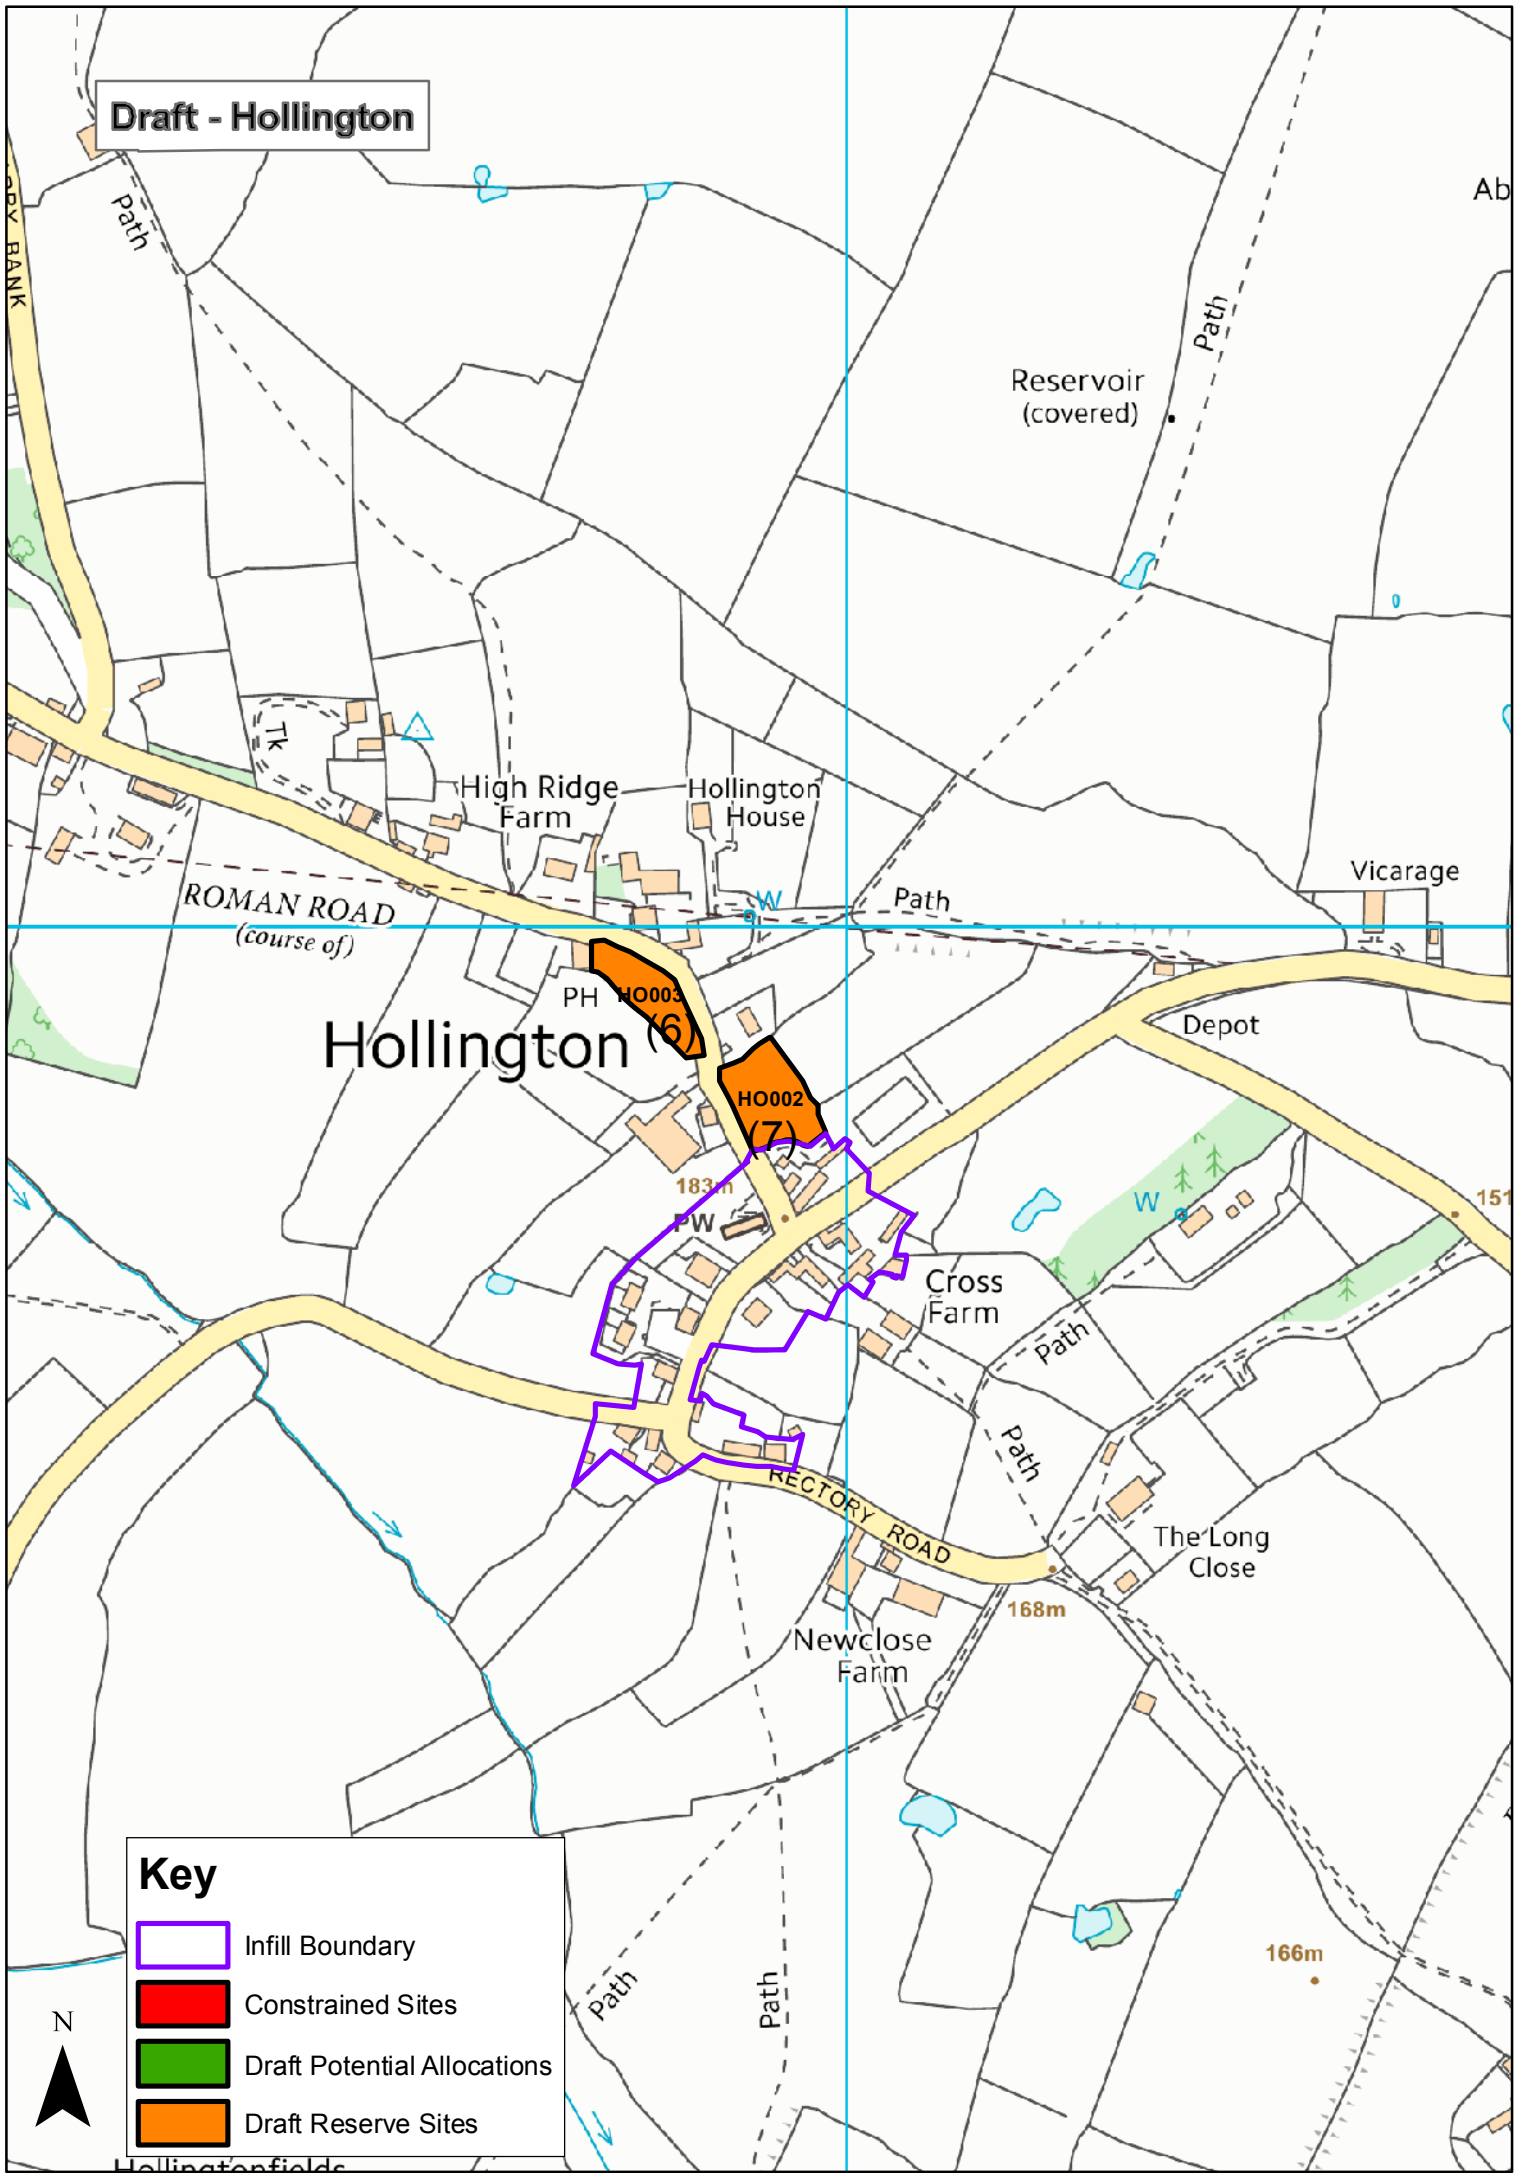 Draft - Hollington
Path
BANK
Ab
Path
Reservoir
(covered)
Tk
High Ridge
Farm
Hollington
House
Vicarage
W
Path
ROMAN ROAD
(course of)
PH
HO003
(6)
Hollington
Depot
HO002
(7)
183m
PW
W
151
Cross
Farm
Path
Path
RECTORY ROAD
The Long
Close
168m
Newclose
Farm
166m
Path
Path
Key
Infill Boundary
Constrained Sites
Draft Potential Allocations
Draft Reserve Sites
N
Hollingtonfields